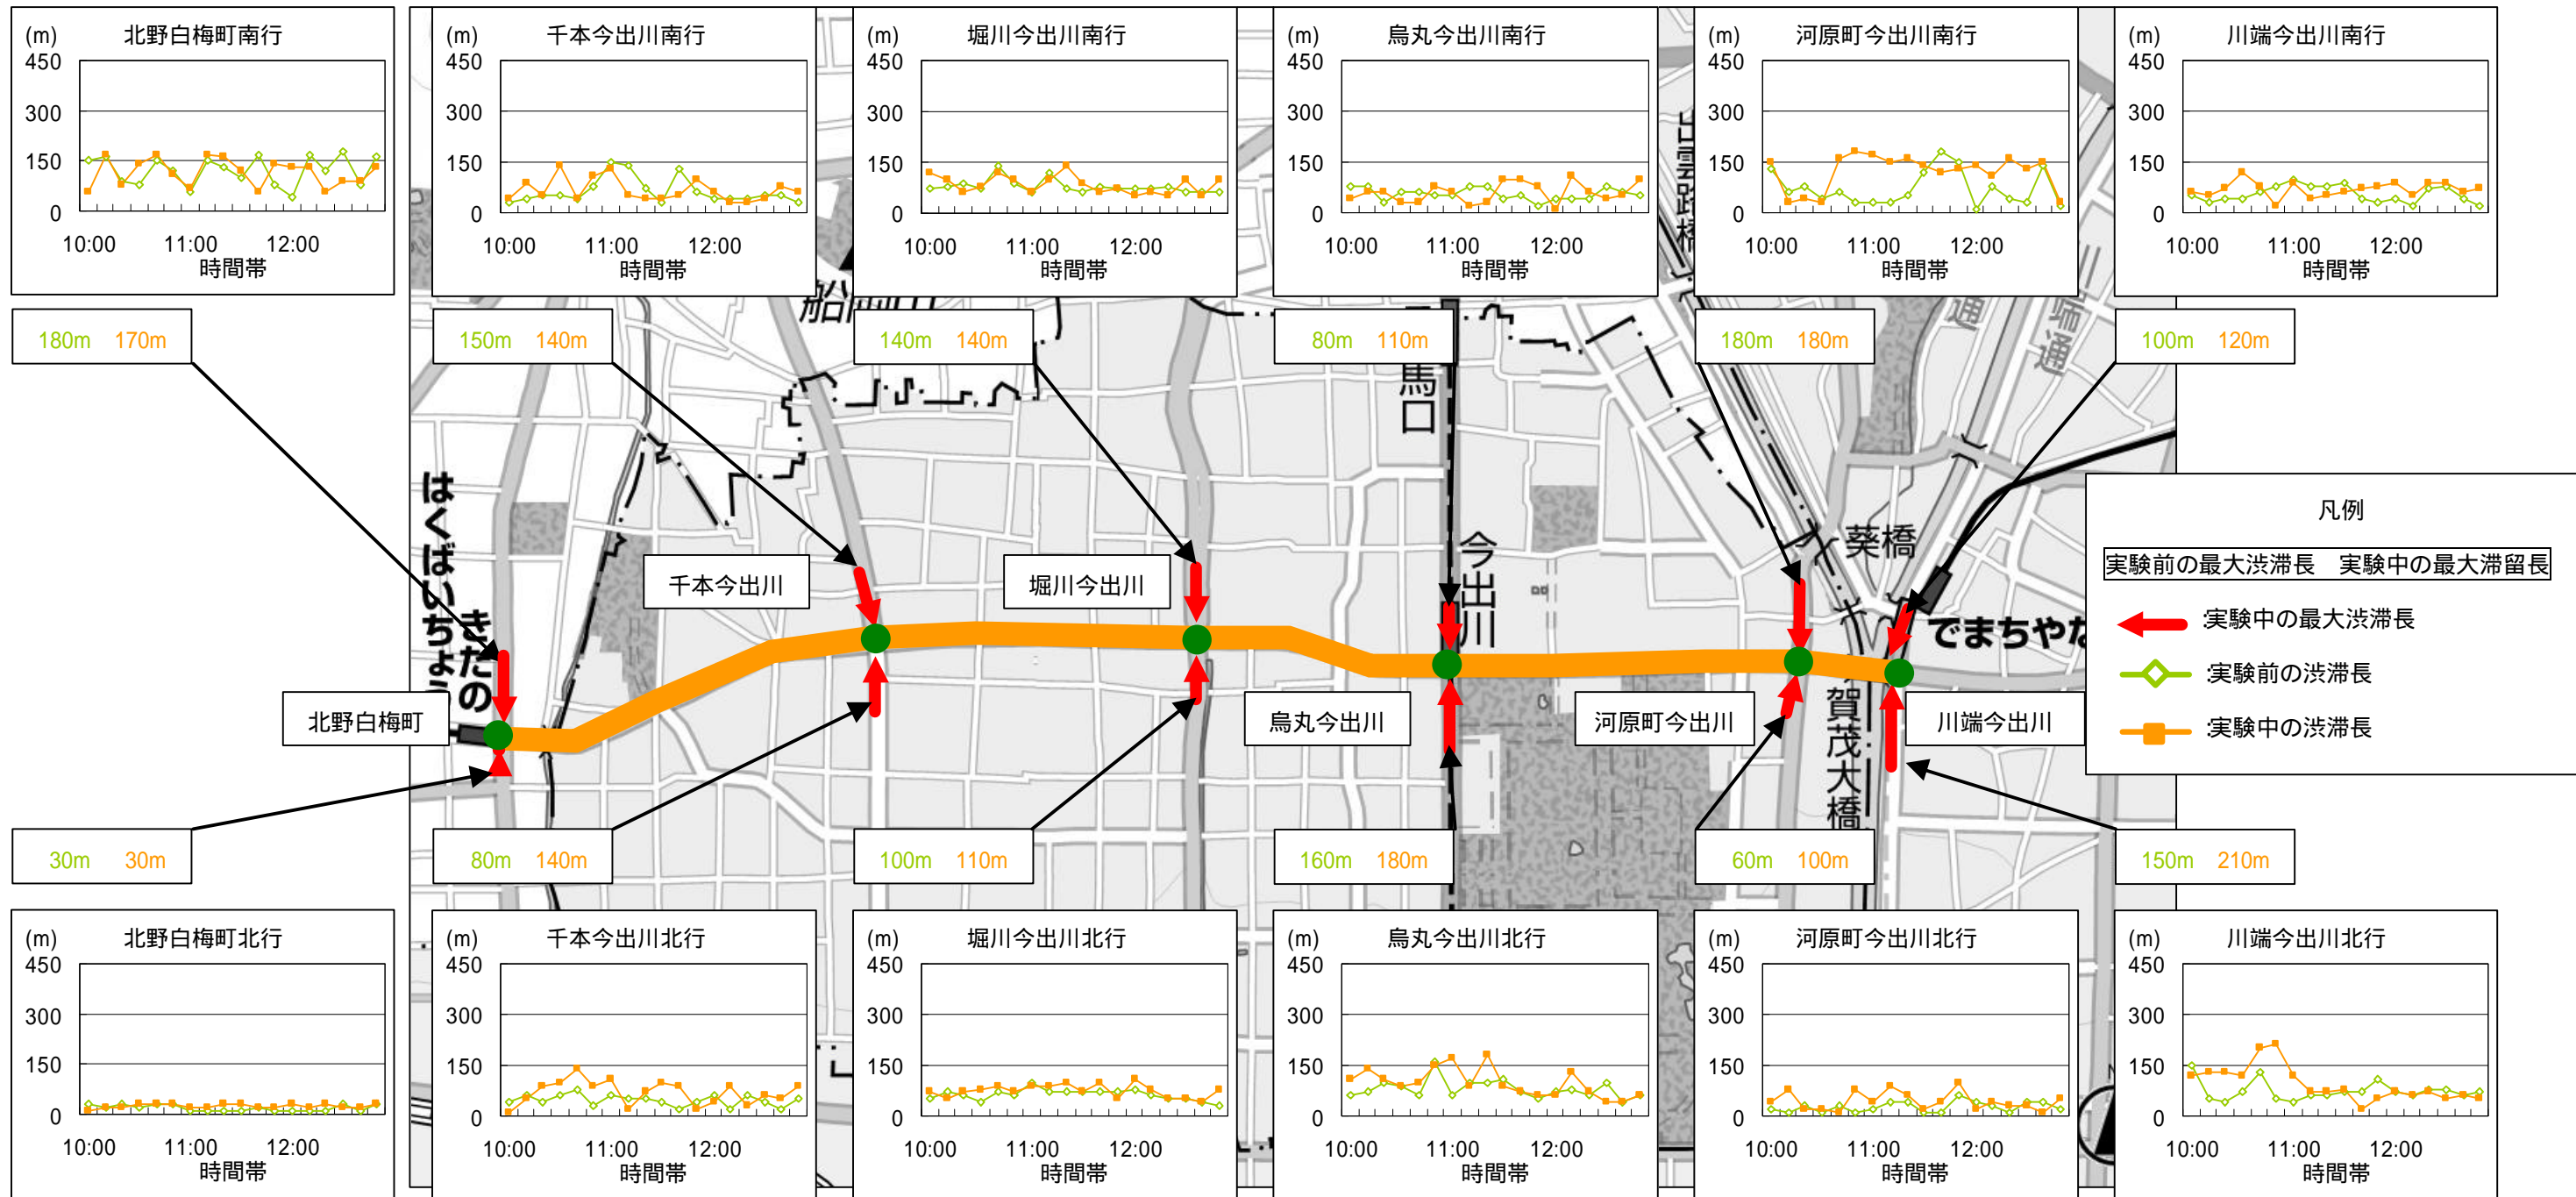 北野白梅町南行
(m)
450
300
150
0
10:00 11:00 12:00
時間帯
千本今出川南行
(m)
450
300
150
0
10:00 11:00 12:00
時間帯
堀川今出川南行
(m)
450
300
150
0
10:00 11:00 12:00
時間帯
烏丸今出川南行
(m)
450
300
150
0
10:00 11:00 12:00
時間帯
河原町今出川南行
(m)
450
300
150
0
10:00 11:00 12:00
時間帯
川端今出川南行
(m)
450
300
150
0
10:00 11:00 12:00
時間帯
180m 170m
150m 140m
140m 140m
80m 110m
180m 180m
100m 120m
出雲路橋
馬口
今出川
葵橋
賀茂大橋
でまちやな
きたの
はくばいちょう
千本今出川
堀川今出川
北野白梅町
烏丸今出川
河原町今出川
川端今出川
凡例
実験前の最大渋滞長 実験中の最大滞留長
:実験中の最大渋滞長
:実験前の渋滞長
:実験中の渋滞長
30m 30m
80m 140m
100m 110m
160m 180m
60m 100m
150m 210m
北野白梅町北行
(m)
450
300
150
0
10:00 11:00 12:00
時間帯
千本今出川北行
(m)
450
300
150
0
10:00 11:00 12:00
時間帯
堀川今出川北行
(m)
450
300
150
0
10:00 11:00 12:00
時間帯
烏丸今出川北行
(m)
450
300
150
0
10:00 11:00 12:00
時間帯
河原町今出川北行
(m)
450
300
150
0
10:00 11:00 12:00
時間帯
川端今出川北行
(m)
450
300
150
0
10:00 11:00 12:00
時間帯